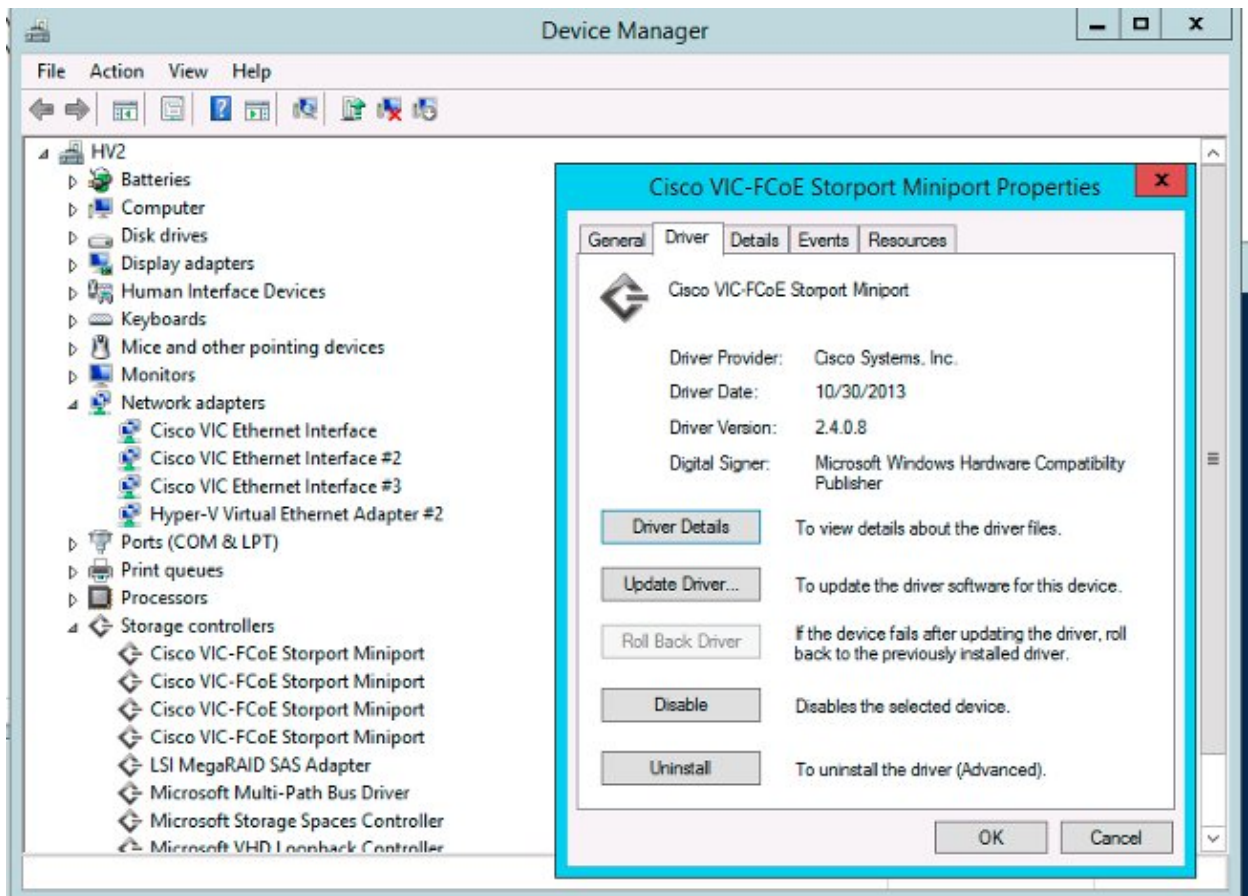 Device Manager
File Action View Help
HV2
Batteries
Computer
Disk drives
Display adapters
Human Interface Devices
Keyboards
Mice and other pointing devices
Monitors
Network adapters
Cisco VIC Ethernet Interface
Cisco VIC Ethernet Interface #2
Cisco VIC Ethernet Interface #3
Hyper-V Virtual Ethernet Adapter #2
Ports (COM & LPT)
Print queues
Processors
Storage controllers
Cisco VIC-FCoE Storport Miniport
Cisco VIC-FCoE Storport Miniport
Cisco VIC-FCoE Storport Miniport
Cisco VIC-FCoE Storport Miniport
LSI MegaRAID SAS Adapter
Microsoft Multi-Path Bus Driver
Microsoft Storage Spaces Controller
Microsoft VHD Loopback Controller
Cisco VIC-FCoE Storport Miniport Properties
General Driver Details Events Resources
Cisco VIC-FCoE Storport Miniport
Driver Provider: Cisco Systems, Inc.
Driver Date: 10/30/2013
Driver Version: 2.4.0.8
Digital Signer: Microsoft Windows Hardware Compatibility
Publisher
Driver Details To view details about the driver files.
Update Driver... To update the driver software for this device.
Roll Back Driver If the device fails after updating the driver, roll
back to the previously installed driver.
Disable Disables the selected device.
Uninstall To uninstall the driver (Advanced).
OK Cancel